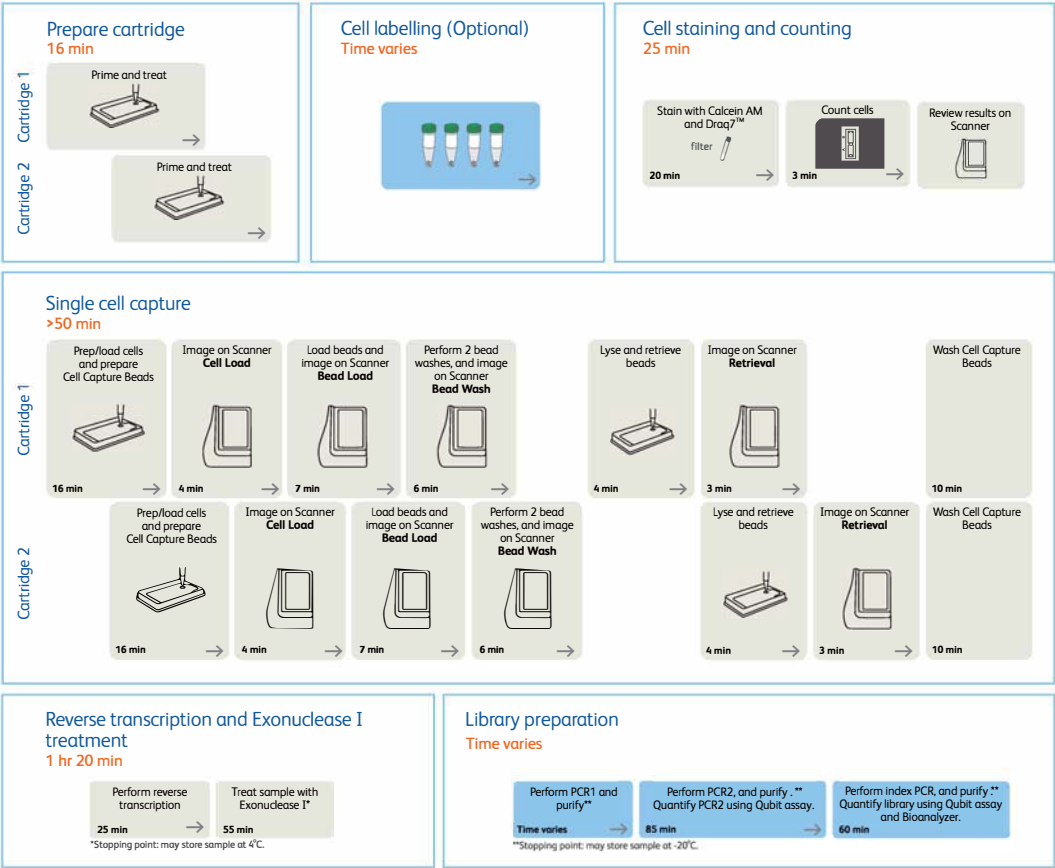 Prepare cartridge
16 min
Cartridge 1
Prime and treat
Cartridge 2
Prime and treat
Cell labelling (Optional)
Time varies
Cell staining and counting
25 min
Stain with Calcein AM
and Draq7™
filter
20 min
Count cells
3 min
Review results on
Scanner
Single cell capture
>50 min
Cartridge 1
Prep/load cells
and prepare
Cell Capture Beads
16 min
Image on Scanner
Cell Load
4 min
Load beads and
image on Scanner
Bead Load
7 min
Perform 2 bead
washes, and image
on Scanner
Bead Wash
6 min
Lyse and retrieve
beads
4 min
Image on Scanner
Retrieval
3 min
Wash Cell Capture
Beads
10 min
Cartridge 2
Prep/load cells
and prepare
Cell Capture Beads
16 min
Image on Scanner
Cell Load
4 min
Load beads and
image on Scanner
Bead Load
7 min
Perform 2 bead
washes, and image
on Scanner
Bead Wash
6 min
Lyse and retrieve
beads
4 min
Image on Scanner
Retrieval
3 min
Wash Cell Capture
Beads
10 min
Reverse transcription and Exonuclease I
treatment
1 hr 20 min
Perform reverse
transcription
25 min
Treat sample with
Exonuclease I*
55 min
*Stopping point: may store sample at 4°C.
Library preparation
Time varies
Perform PCR1 and
purify**
Time varies
Perform PCR2, and purify . **
Quantify PCR2 using Qubit assay.
85 min
Perform index PCR, and purify .**
Quantify library using Qubit assay
and Bioanalyzer.
60 min
**Stopping point: may store sample at -20°C.